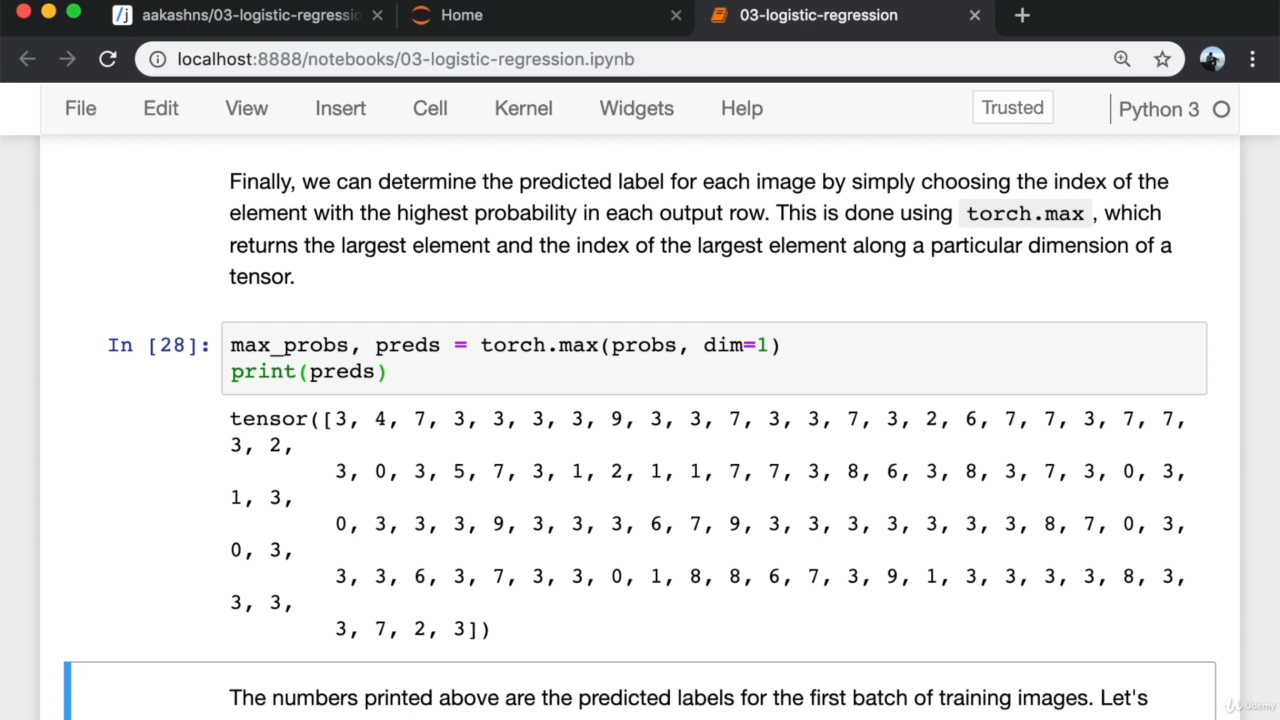 aakashns/03-logistic-regressio
Home
03-logistic-regression
localhost:8888/notebooks/03-logistic-regression.ipynb
File Edit View Insert Cell Kernel Widgets Help Trusted Python 3
Finally, we can determine the predicted label for each image by simply choosing the index of the
element with the highest probability in each output row. This is done using torch.max , which
returns the largest element and the index of the largest element along a particular dimension of a
tensor.
In [28]: max_probs, preds = torch.max(probs, dim=1)
print(preds)
tensor([3, 4, 7, 3, 3, 3, 3, 9, 3, 3, 7, 3, 3, 7, 3, 2, 6, 7, 7, 3, 7, 7,
3, 2,
3, 0, 3, 5, 7, 3, 1, 2, 1, 1, 7, 7, 3, 8, 6, 3, 8, 3, 7, 3, 0, 3,
1, 3,
0, 3, 3, 3, 9, 3, 3, 3, 6, 7, 9, 3, 3, 3, 3, 3, 3, 3, 8, 7, 0, 3,
0, 3,
3, 3, 6, 3, 7, 3, 3, 0, 1, 8, 8, 6, 7, 3, 9, 1, 3, 3, 3, 3, 8, 3,
3, 3,
3, 7, 2, 3])
The numbers printed above are the predicted labels for the first batch of training images. Let's
Udemy